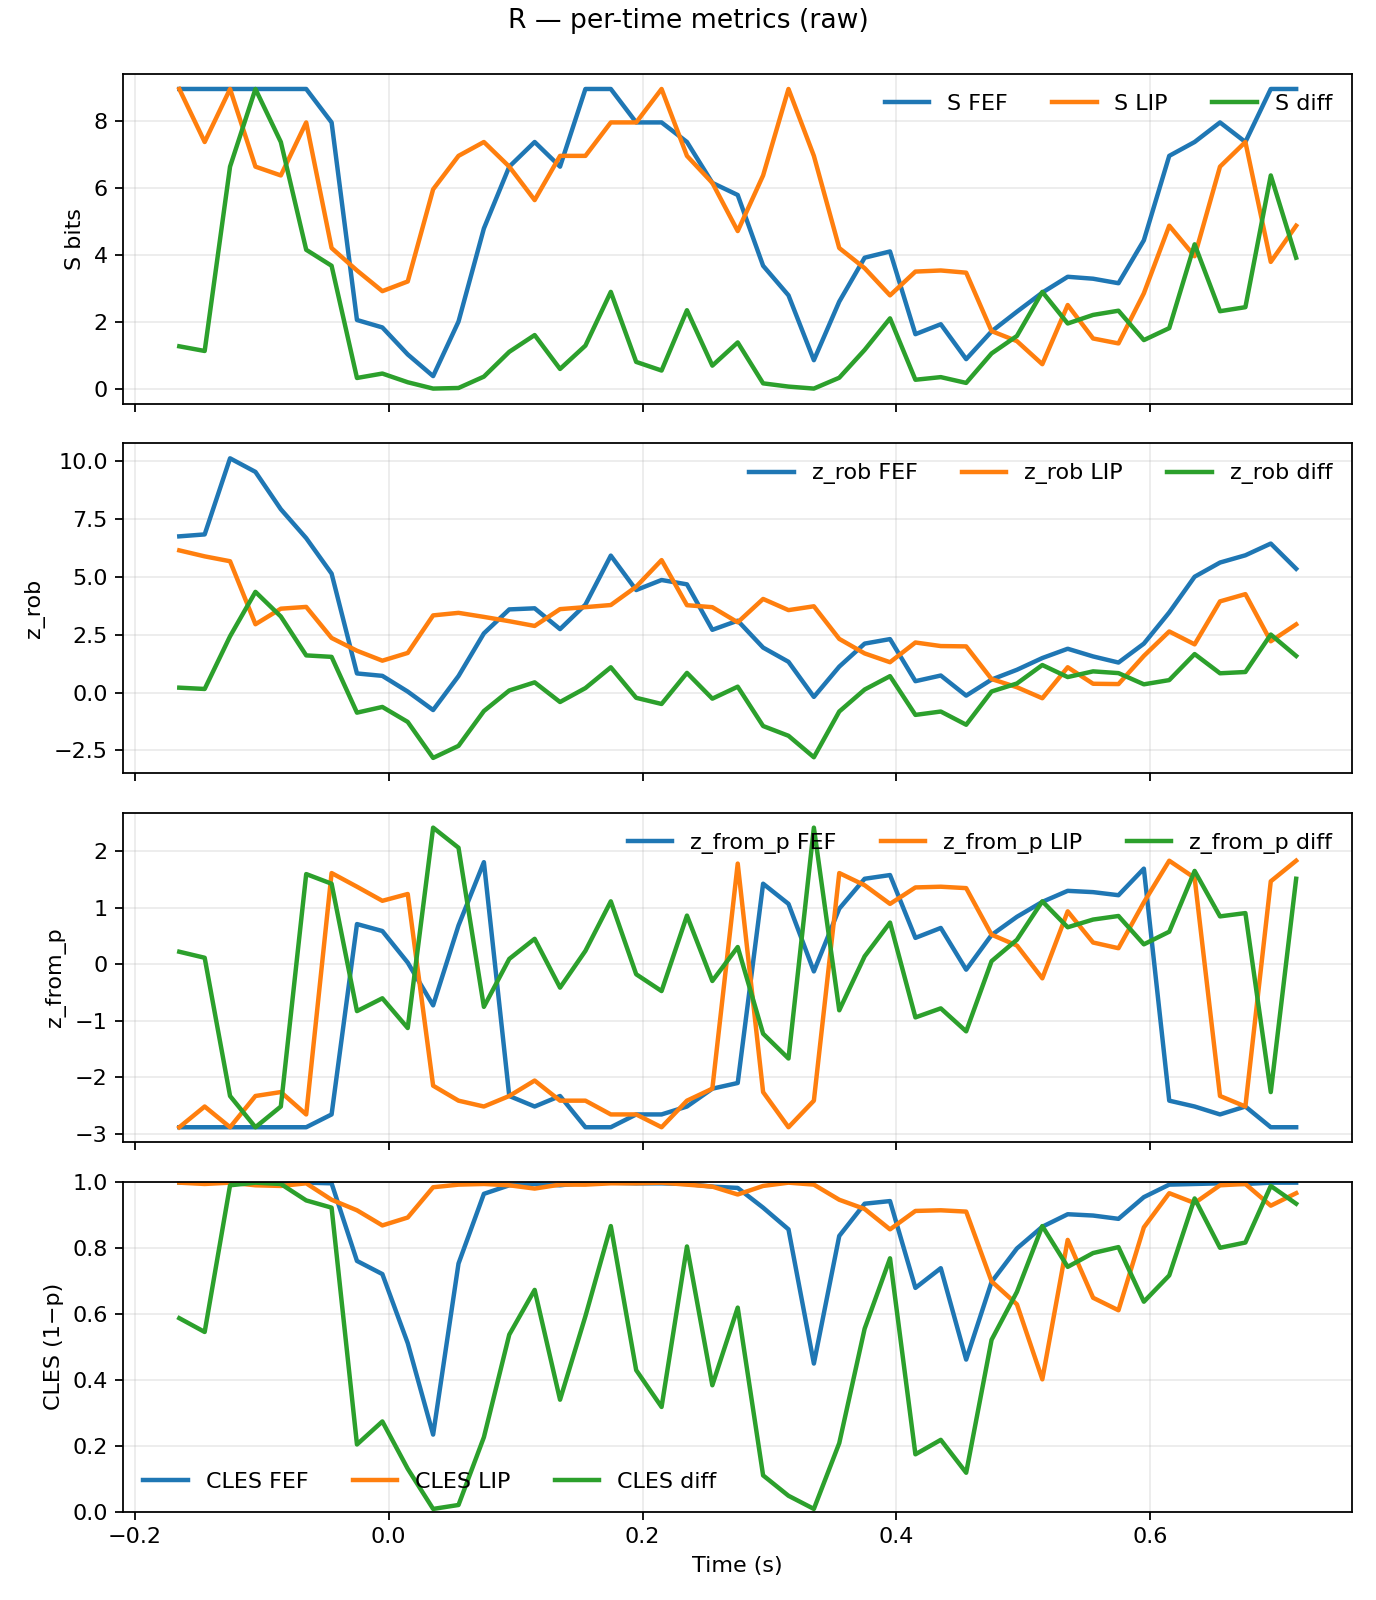 R — per-time metrics (raw)
S FEF S LIP S diff
S bits
8
6
4
2
0
z_rob FEF z_rob LIP z_rob diff
z_rob
10.0
7.5
5.0
2.5
0.0
−2.5
z_from_p FEF z_from_p LIP z_from_p diff
z_from_p
2
1
0
−1
−2
−3
CLES (1−p)
1.0
0.8
0.6
0.4
0.2
0.0
CLES FEF CLES LIP CLES diff
−0.2 0.0 0.2 0.4 0.6
Time (s)